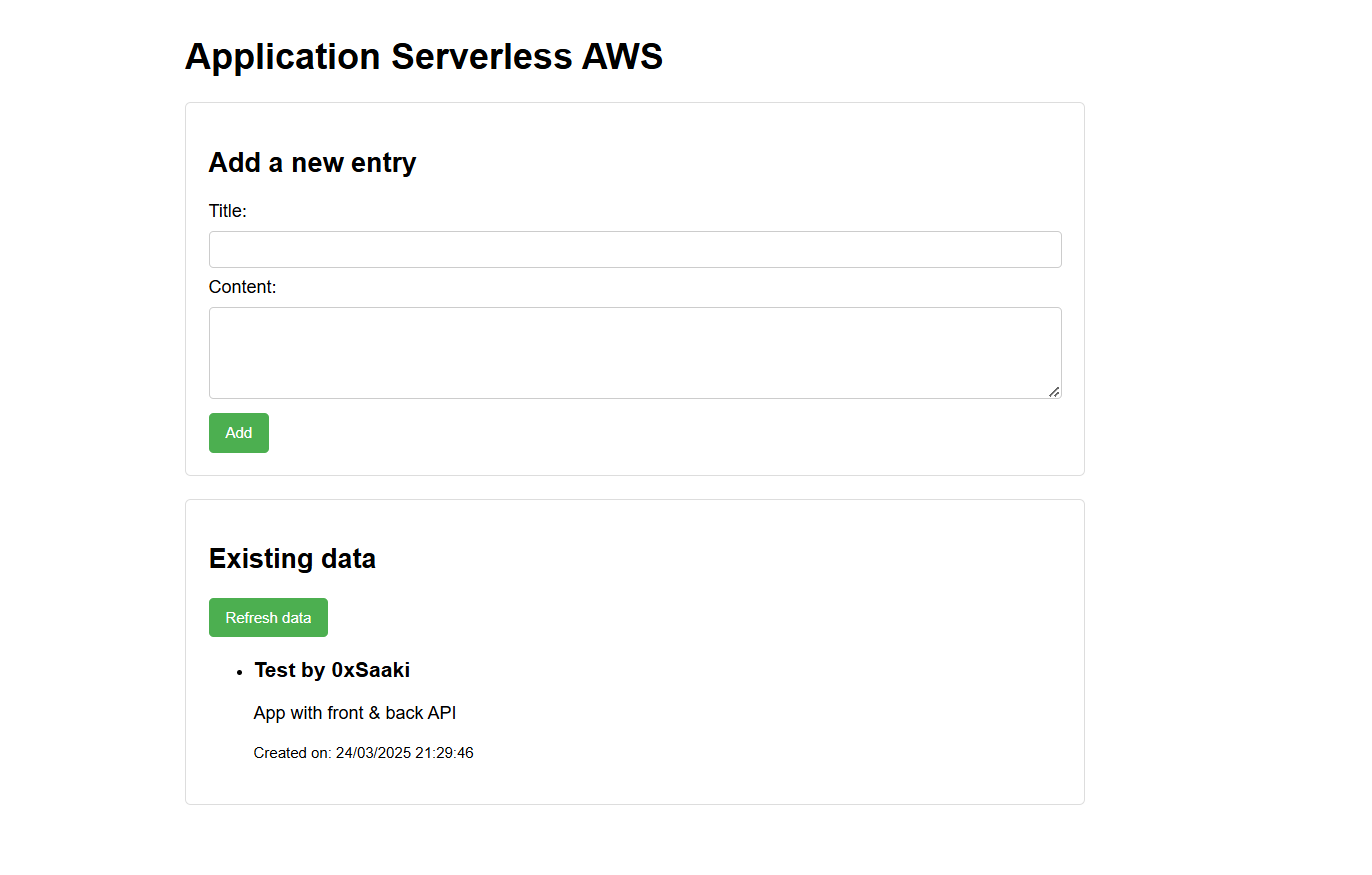 Application Serverless AWS
Add a new entry
Title:
Content:
Add
Existing data
Refresh data
Test by 0xSaaki
App with front & back API
Created on: 24/03/2025 21:29:46